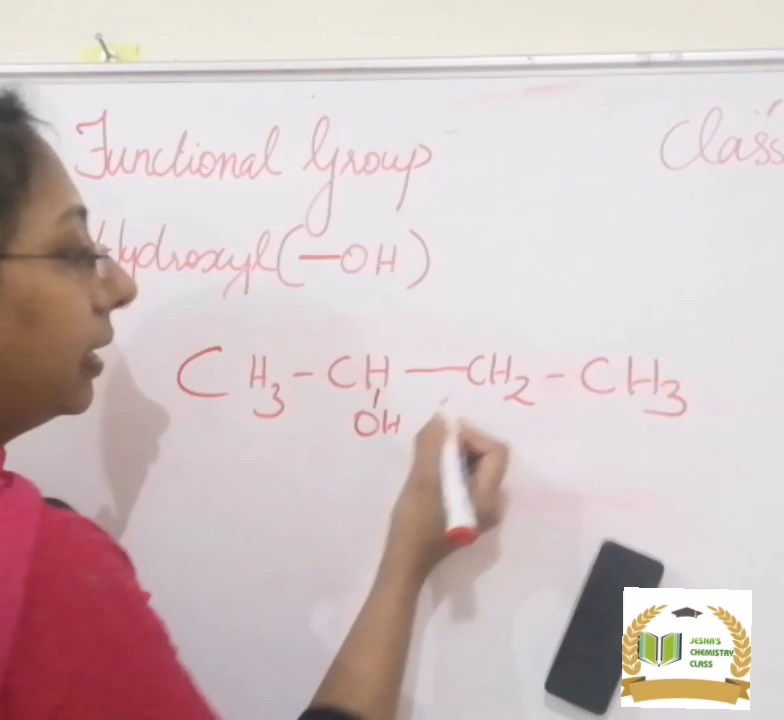 Functional Group
Class
Hydroxyl(—OH)
CH3-CH—CH2-CH3
OH
JESNA'S
CHEMISTRY
CLASS